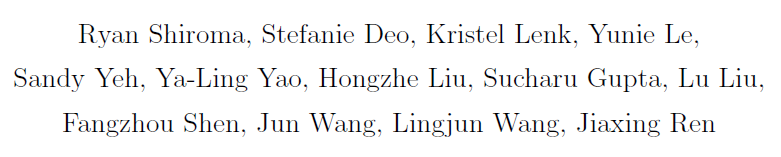 Ryan Shiroma, Stefanie Deo, Kristel Lenk, Yunie Le,
Sandy Yeh, Ya-Ling Yao, Hongzhe Liu, Sucharu Gupta, Lu Liu,
Fangzhou Shen, Jun Wang, Lingjun Wang, Jiaxing Ren